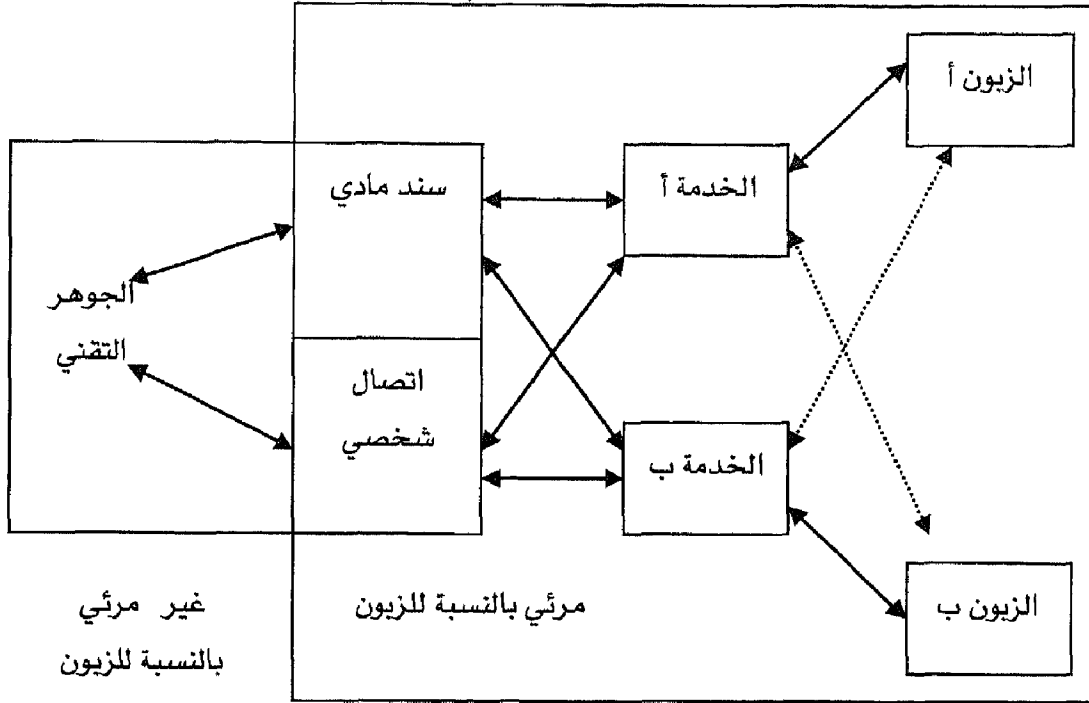 الزبون أ
سند مادي
الخدمة أ
الجوهر
التقني
اتصال
شخصي
الخدمة ب
الزبون ب
مرئي بالنسبة للزبون
غير مرئي
بالنسبة للزبون